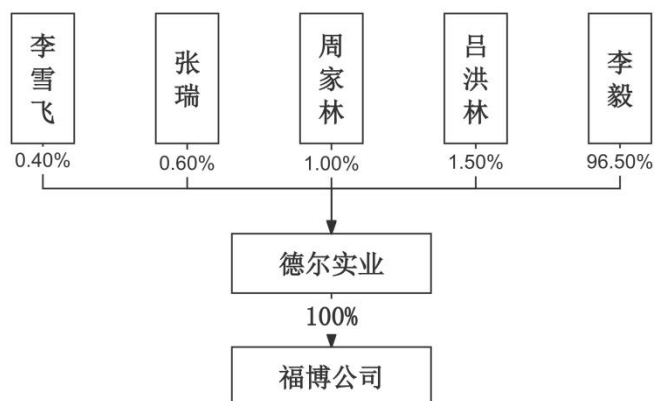 李雪飞
张瑞
周家林
吕洪林
李毅
0.40%
0.60%
1.00%
1.50%
96.50%
德尔实业
100%
福博公司